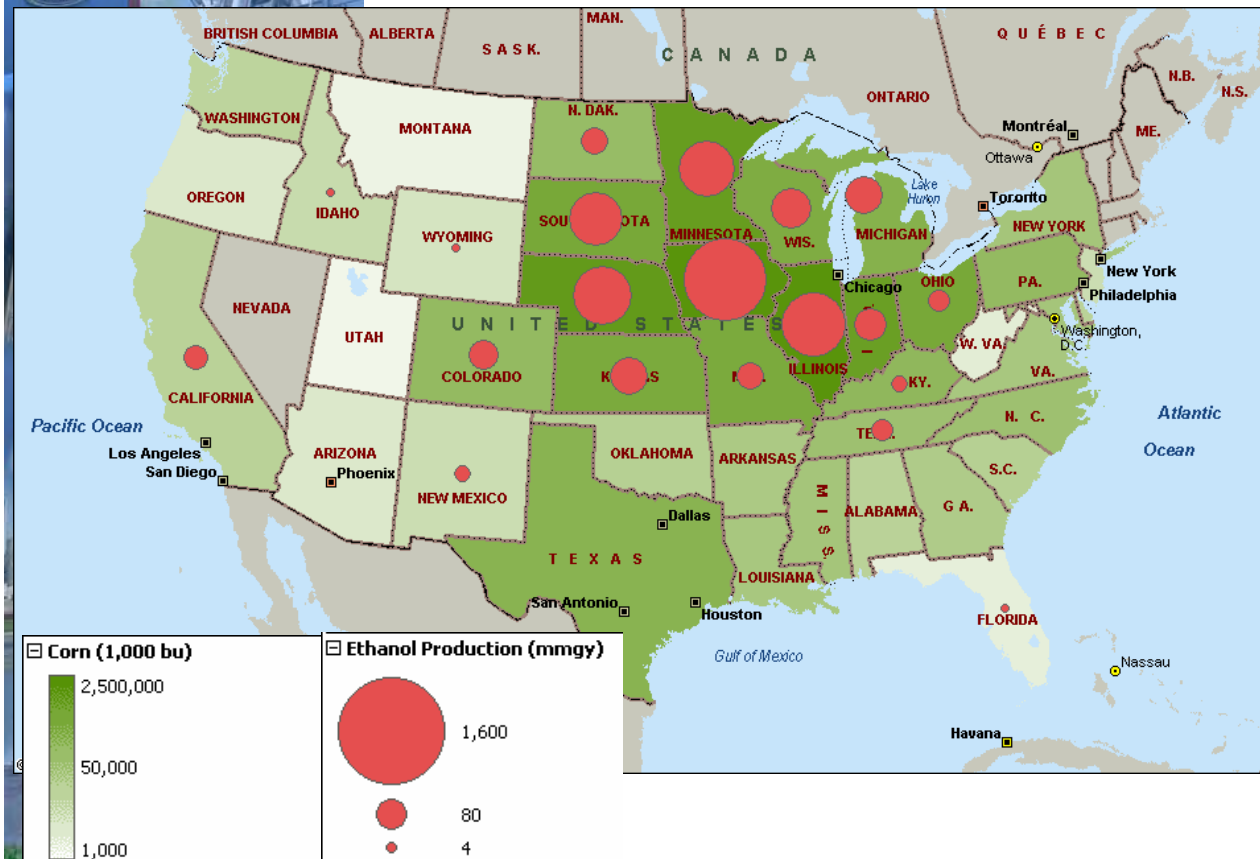 BRITISH COLUMBIA
ALBERTA
SASK.
MAN.
CANADA
ONTARIO
QUÉBEC
N.B.
N.S.
ME.
Montréal
Ottawa
Toronto
WASHINGTON
MONTANA
N. DAK.
OREGON
IDAHO
WYOMING
MINNESOTA
WIS.
Lake
Huron
MICHIGAN
NEW YORK
New York
Philadelphia
PA.
OHIO
Chicago
NEVADA
UTAH
UNITED STATES
COLORADO
ILLINOIS
W. VA.
Washington,
D.C.
VA.
KY.
CALIFORNIA
Pacific Ocean
Los Angeles
San Diego
ARIZONA
Phoenix
NEW MEXICO
OKLAHOMA
ARKANSAS
N. C.
S.C.
Atlantic
Ocean
MISS.
ALABAMA
GA.
Dallas
TEXAS
LOUISIANA
San Antonio
Houston
FLORIDA
Gulf of Mexico
Nassau
Havana
Corn (1,000 bu)
2,500,000
50,000
1,000
Ethanol Production (mmgy)
1,600
80
4